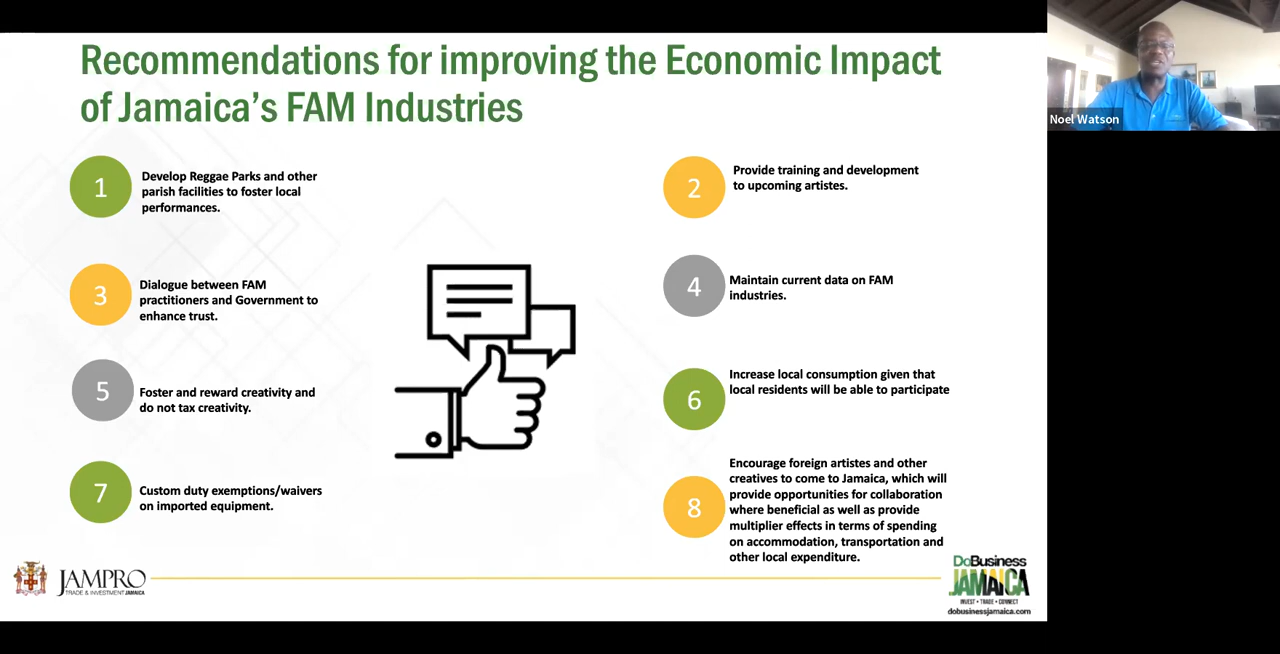 Recommendations for improving the Economic Impact
of Jamaica's FAM Industries
Noel Watson
1
Develop Reggae Parks and other
parish facilities to foster local
performances.
2
Provide training and development
to upcoming artistes.
3
Dialogue between FAM
practitioners and Government to
enhance trust.
4
Maintain current data on FAM
industries.
5
Foster and reward creativity and
do not tax creativity.
6
Increase local consumption given that
local residents will be able to participate
7
Custom duty exemptions/waivers
on imported equipment.
8
Encourage foreign artistes and other
creatives to come to Jamaica, which will
provide opportunities for collaboration
where beneficial as well as provide
multiplier effects in terms of spending
on accommodation, transportation and
other local expenditure.
JAMPRO
TRADE & INVESTMENT JAMAICA
DoBusiness
JAMAICA
INVEST • TRADE • CONNECT
dobusinessjamaica.com